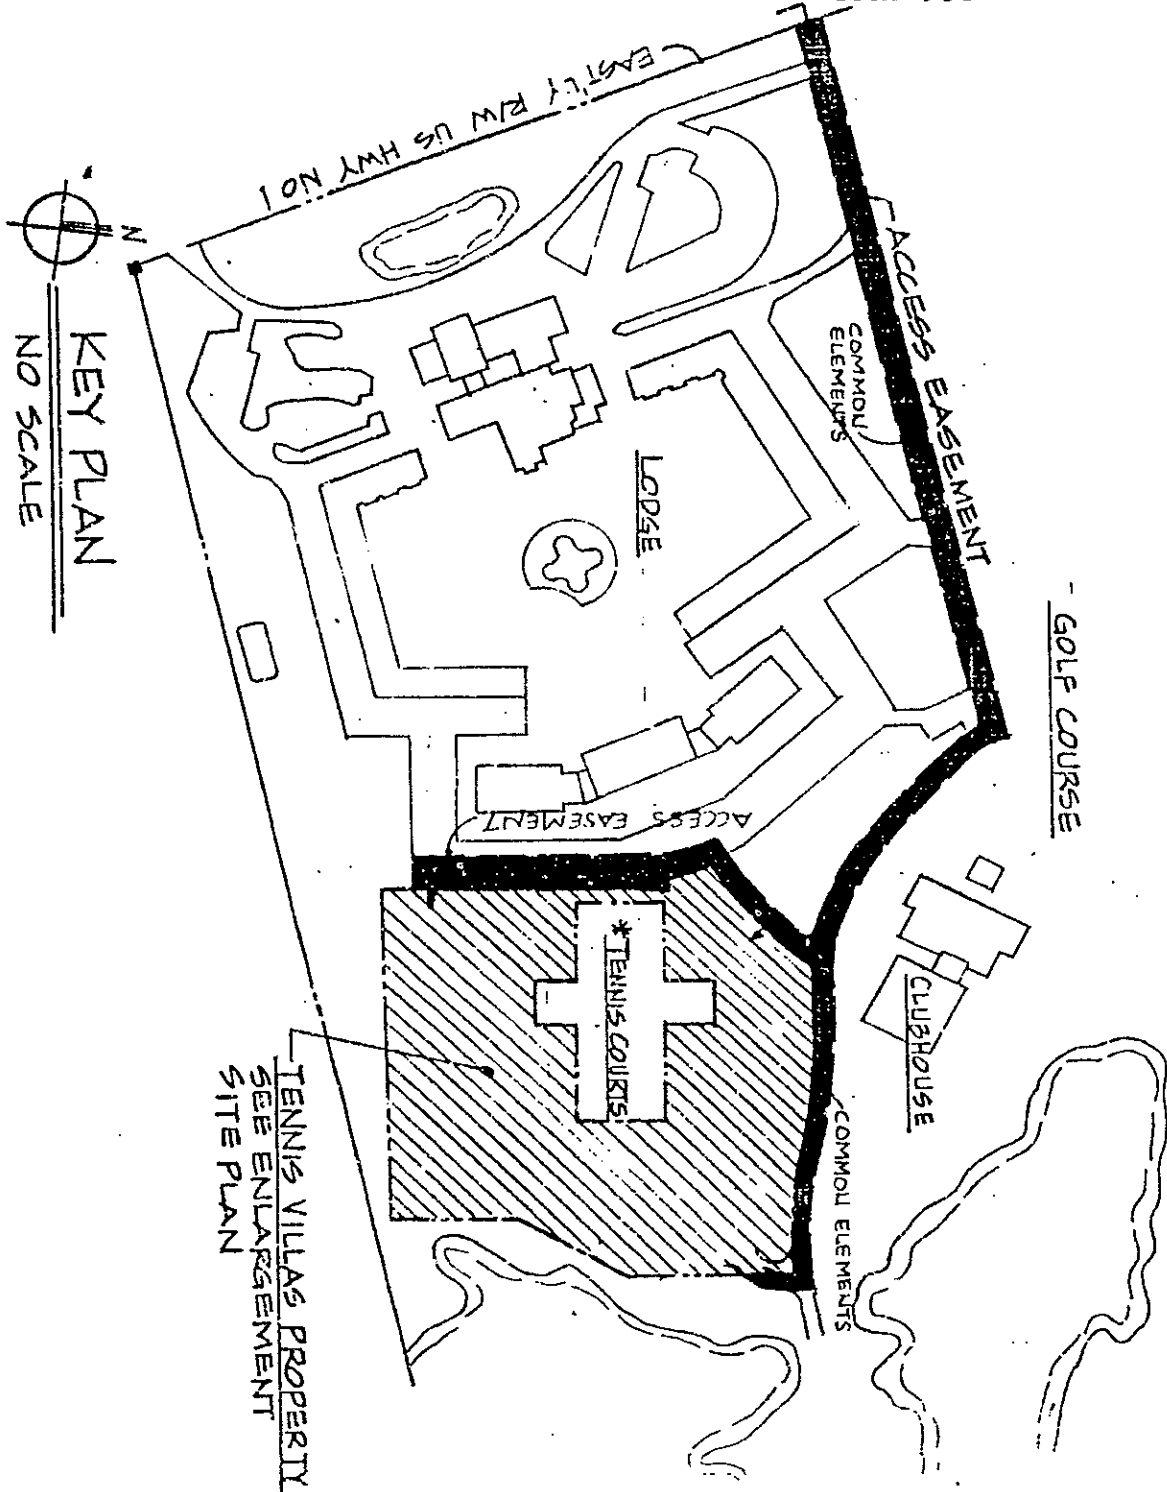 EAST'LY R/W US HWY NO 1
N
KEY PLAN
NO SCALE
ACCESS EASEMENT
COMMON
ELEMENTS
LODGE
- GOLF COURSE
ACCESS EASEMENT
*TENNIS COURTS
CLUBHOUSE
COMMON ELEMENTS
TENNIS VILLAS PROPERTY
SEE ENLARGEMENT
SITE PLAN